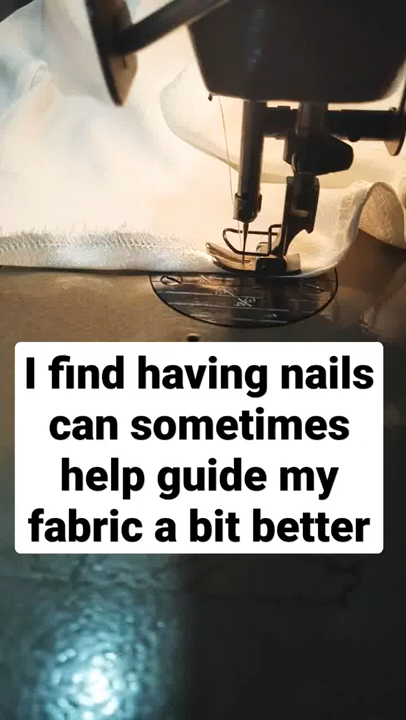 I find having nails
can sometimes
help guide my
fabric a bit better